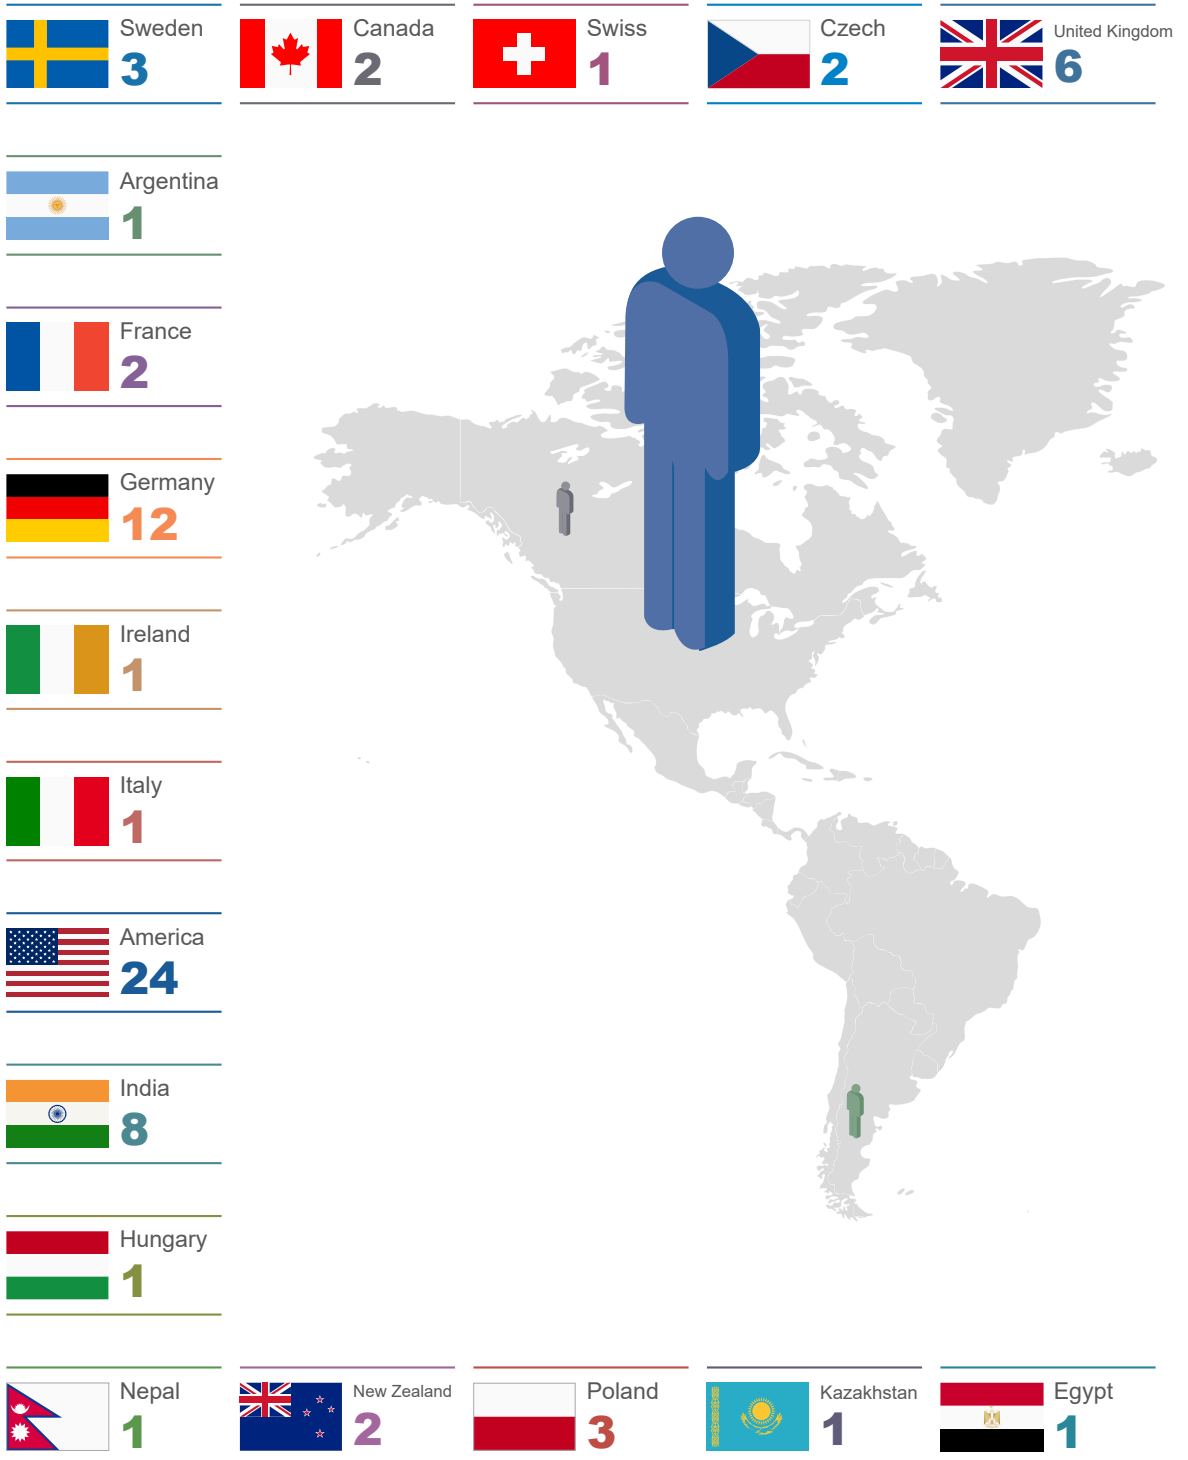 Sweden
3
Canada
2
Swiss
1
Czech
2
United Kingdom
6
Argentina
1
France
2
Germany
12
Ireland
1
Italy
1
America
24
India
8
Hungary
1
Nepal
1
New Zealand
2
Poland
3
Kazakhstan
1
Egypt
1